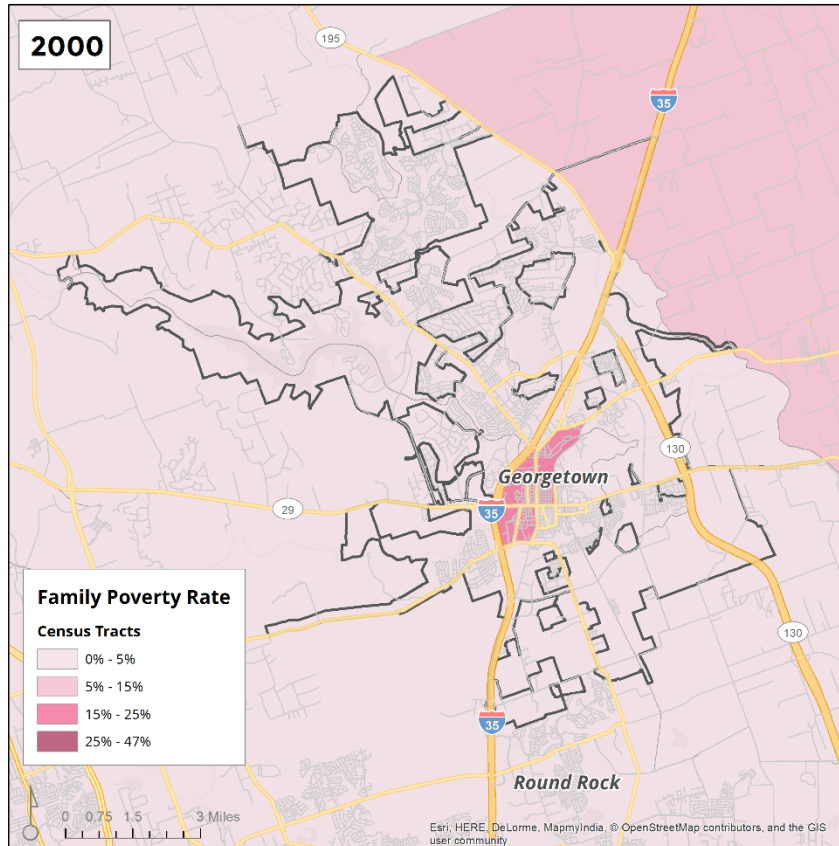 2000
195
35
130
Georgetown
35
29
130
Family Poverty Rate
Census Tracts
0% - 5%
5% - 15%
15% - 25%
25% - 47%
35
Round Rock
0 0.75 1.5 3 Miles
Esri, HERE, DeLorme, MapmyIndia, © OpenStreetMap contributors, and the GIS
user community